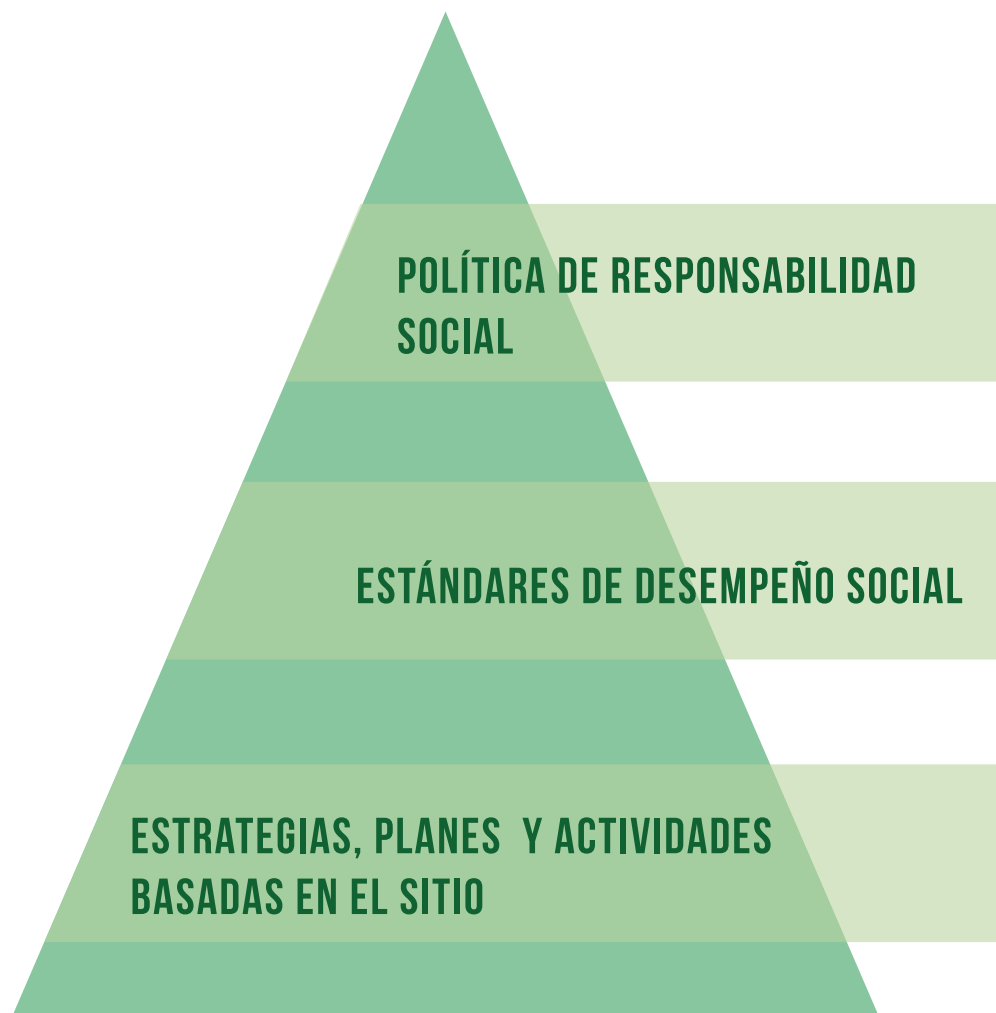 POLÍTICA DE RESPONSABILIDAD
SOCIAL
ESTÁNDARES DE DESEMPEÑO SOCIAL
ESTRATEGIAS, PLANES Y ACTIVIDADES
BASADAS EN EL SITIO